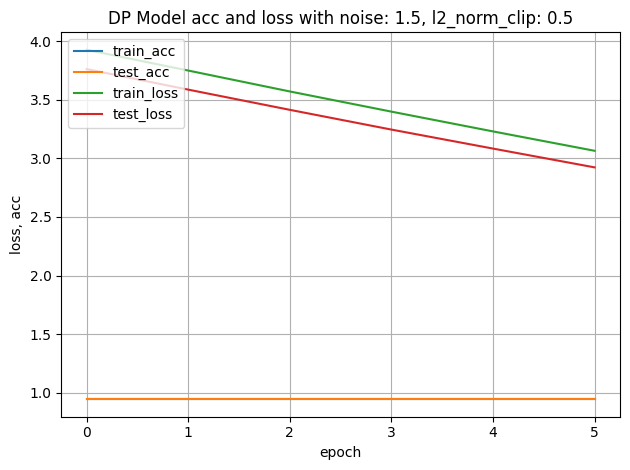 DP Model acc and loss with noise: 1.5, l2_norm_clip: 0.5
4.0
3.5
3.0
2.5
2.0
1.5
1.0
loss, acc
train_acc
test_acc
train_loss
test_loss
0 1 2 3 4 5
epoch